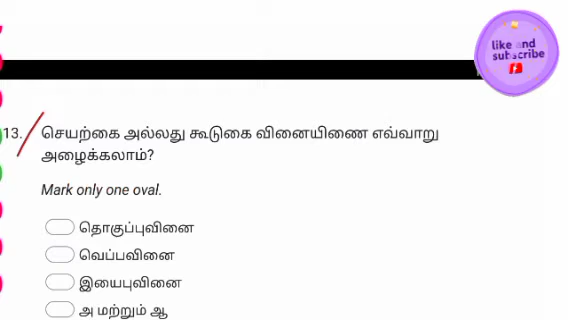 like and
subscribe
13. செயற்கை அல்லது கூடுகை வினையிணை எவ்வாறு
அழைக்கலாம்?
Mark only one oval.
தொகுப்புவினை
வெப்பவினை
இயைபுவினை
அ மற்றும் ஆ